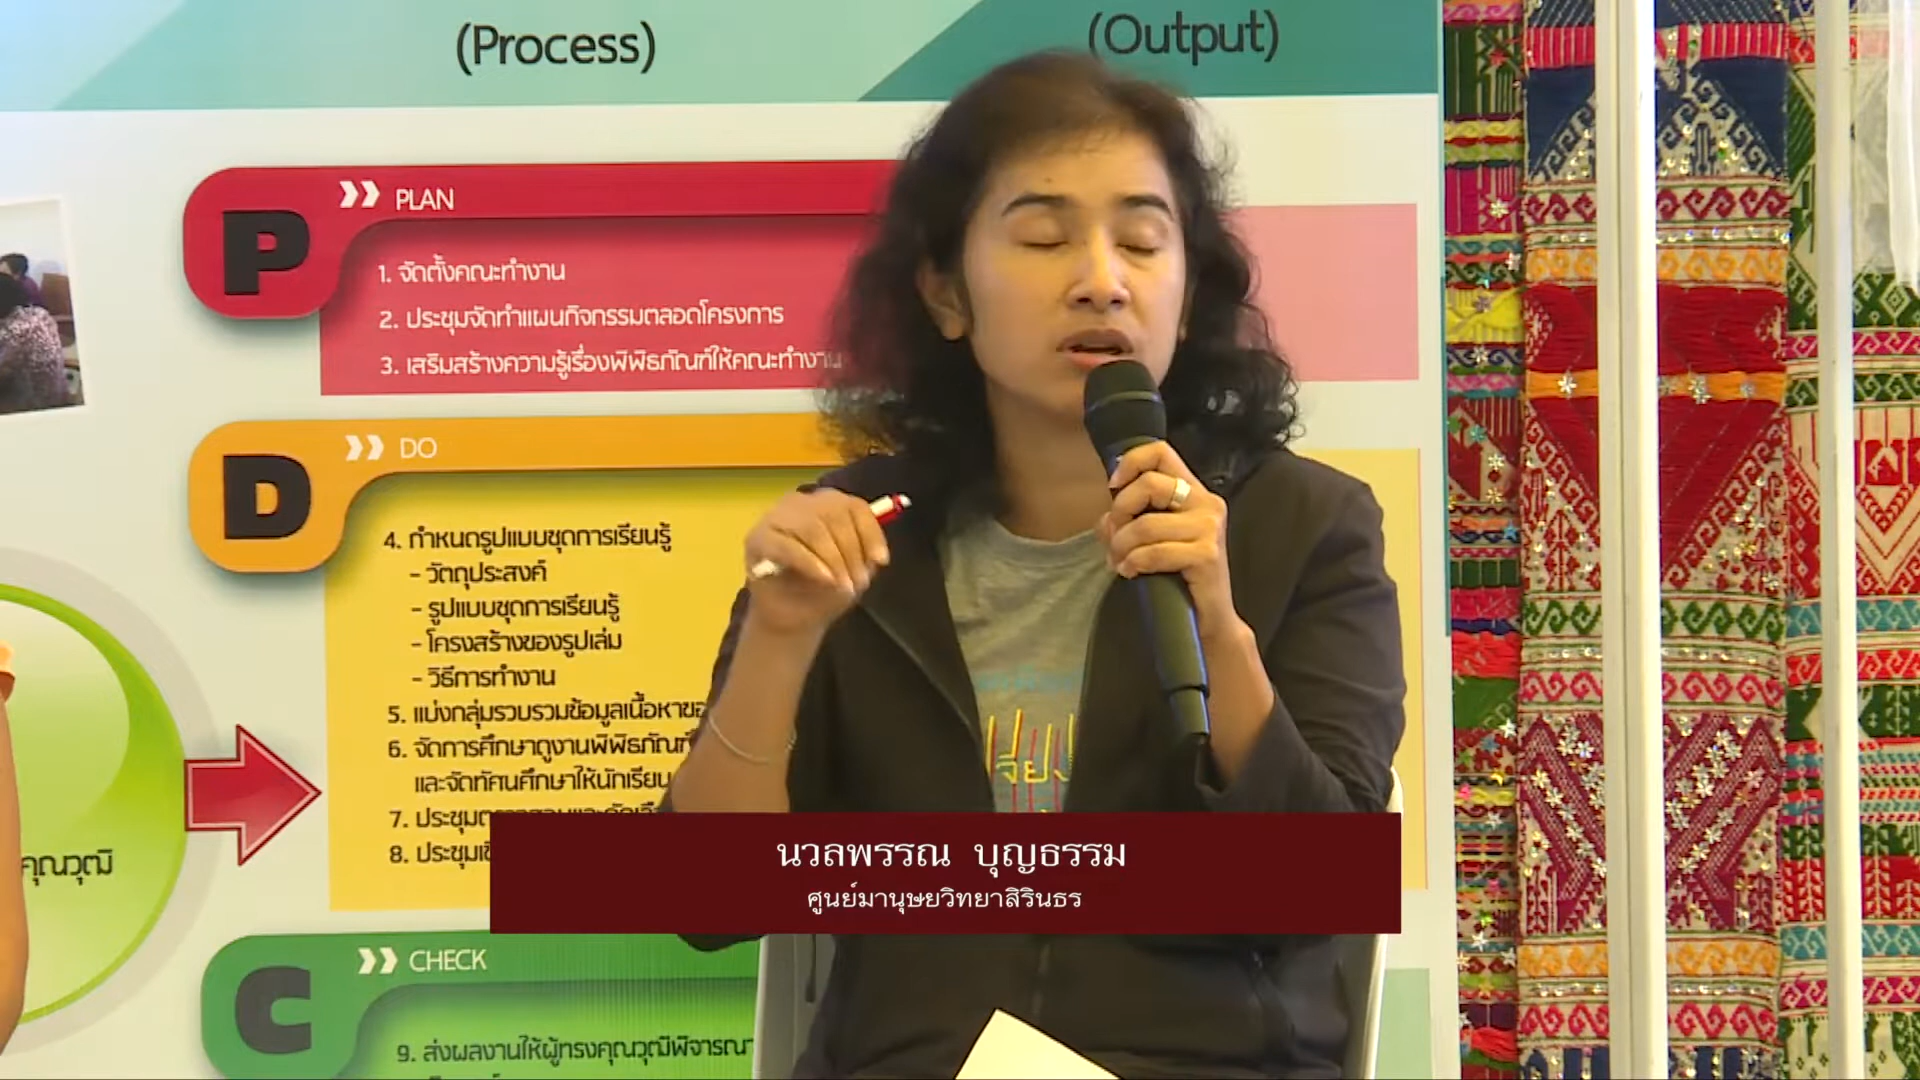 (Process)
(Output)
P
PLAN
1. จัดตั้งคณะทำงาน
2. ประชุมจัดทำแผนกิจกรรมตลอดโครงการ
3. เสริมสร้างความรู้เรื่องพิพิธภัณฑ์ให้คณะทำงาน
D
DO
4. กำหนดรูปแบบชุดการเรียนรู้
- วัตถุประสงค์
- รูปแบบชุดการเรียนรู้
- โครงสร้างของรูปเล่ม
- วิธีการทำงาน
5. แบ่งกลุ่มรวบรวมข้อมูลเนื้อหา
6. จัดการศึกษาดูงานพิพิธภัณฑ์
และจัดทัศนศึกษาให้นักเรียน
7. ประชุม
8. ประชุม
คุณวุฒิ
นวลพรรณ บุญธรรม
ศูนย์มานุษยวิทยาสิรินธร
C
CHECK
9. ส่งผลงานให้ผู้ทรงคุณวุฒิพิจารณา